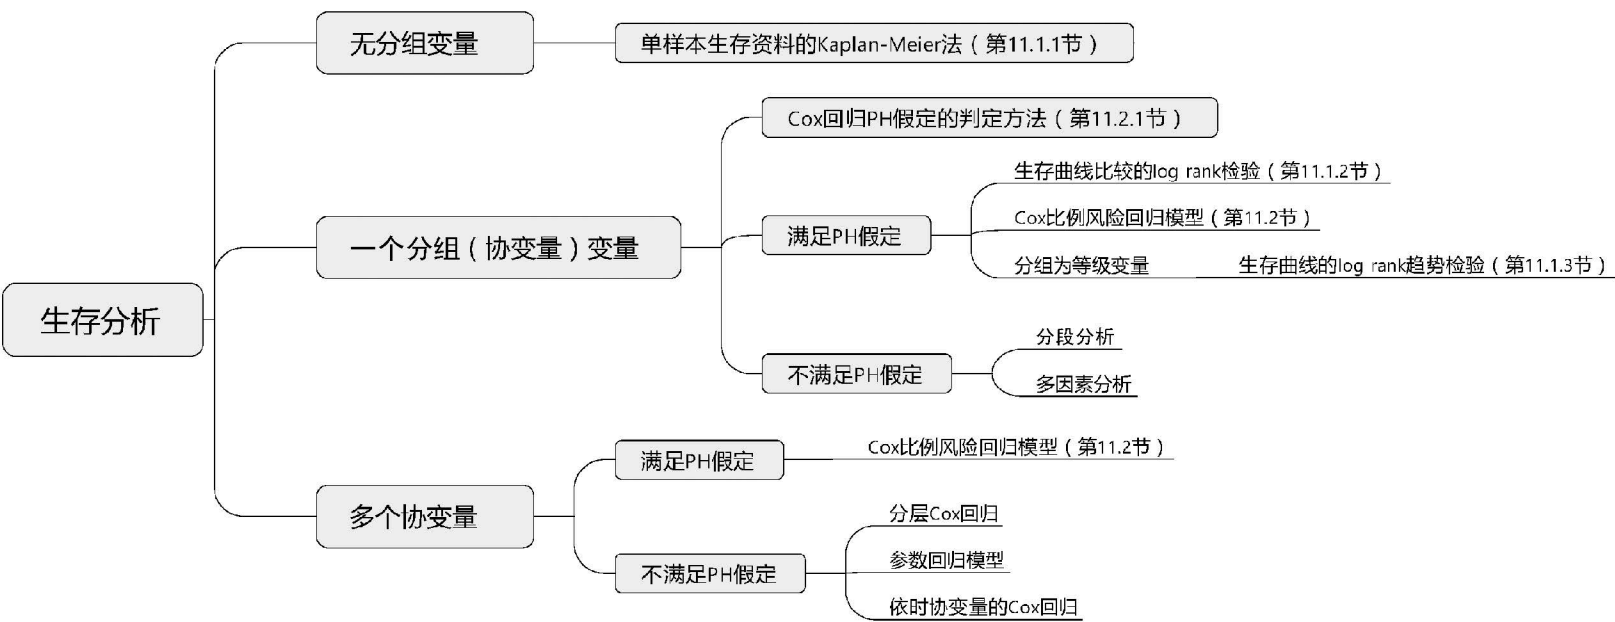 生存分析
无分组变量
单样本生存资料的Kaplan-Meier法（第11.1.1节）
一个分组（协变量）变量
Cox回归PH假定的判定方法（第11.2.1节）
满足PH假定
生存曲线比较的log rank检验（第11.1.2节）
Cox比例风险回归模型（第11.2节）
分组为等级变量
生存曲线的log rank趋势检验（第11.1.3节）
不满足PH假定
分段分析
多因素分析
多个协变量
满足PH假定
Cox比例风险回归模型（第11.2节）
不满足PH假定
分层Cox回归
参数回归模型
依时协变量的Cox回归